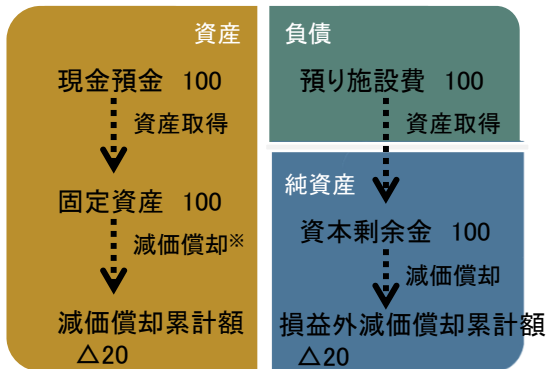 資産
現金預金 100
資産取得
固定資産 100
減価償却※
減価償却累計額
△20
負債
預り施設費 100
資産取得
純資産
資本剰余金 100
減価償却
損益外減価償却累計額
△20